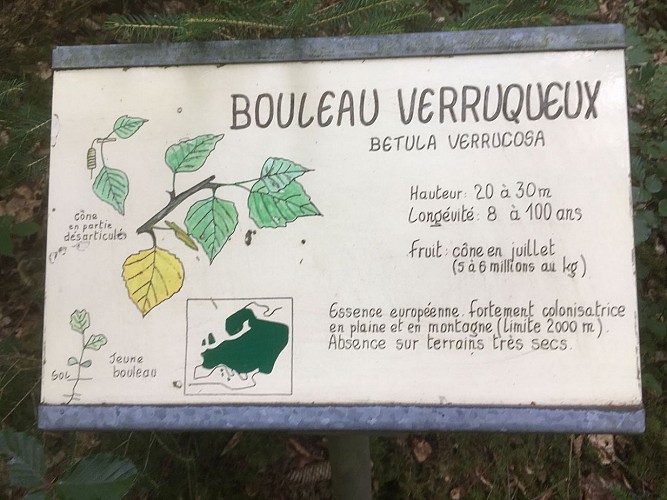 BOULEAU VERRUQUEUX
BETULA VERRUCOSA
Hauteur: 20 à 30m
Longévité: 8 à 100 ans
Fruit: cône en juillet
(5 à 6 millions au kg)
Essence européenne fortement colonisatrice
en plaine et en montagne (limite 2000 m).
Absence sur terrains très secs.
cône
en partie
désarticulé
Jeune
bouleau
SOL